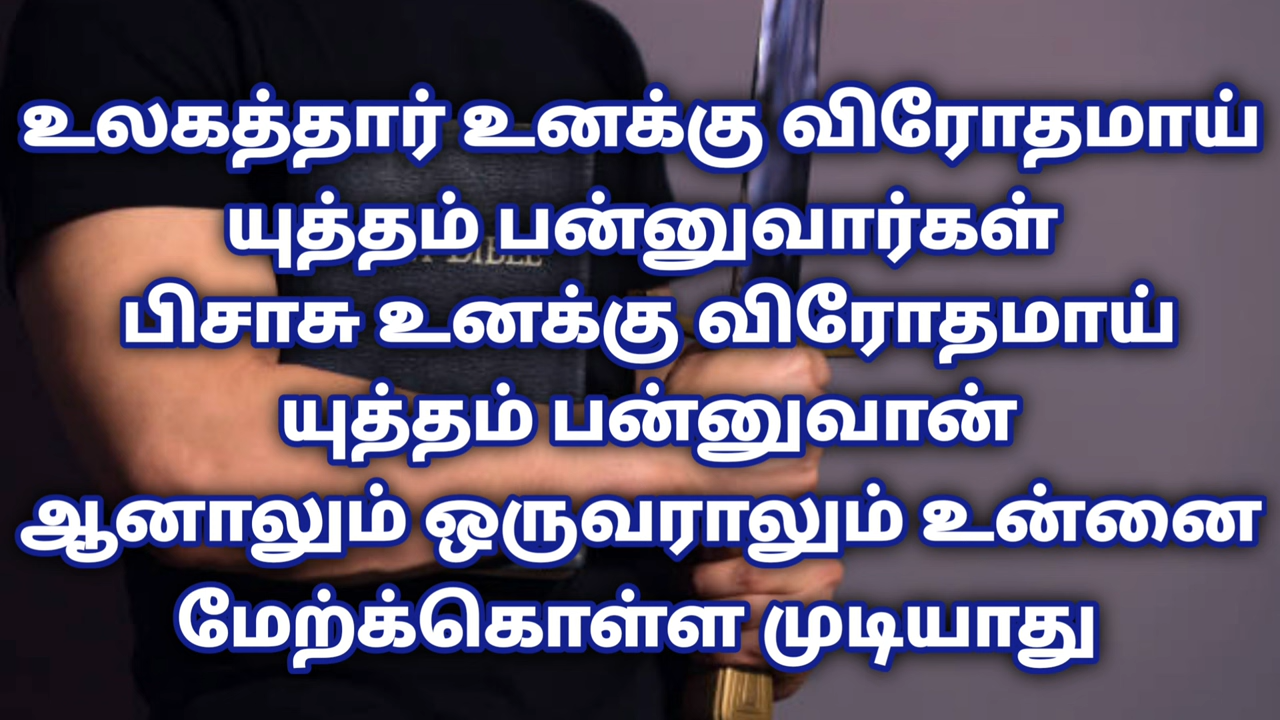 உலகத்தார் உனக்கு விரோதமாய்
யுத்தம் பன்னுவார்கள்
பிசாசு உனக்கு விரோதமாய்
யுத்தம் பன்னுவான்
ஆனாலும் ஒருவராலும் உன்னை
மேற்க்கொள்ள முடியாது